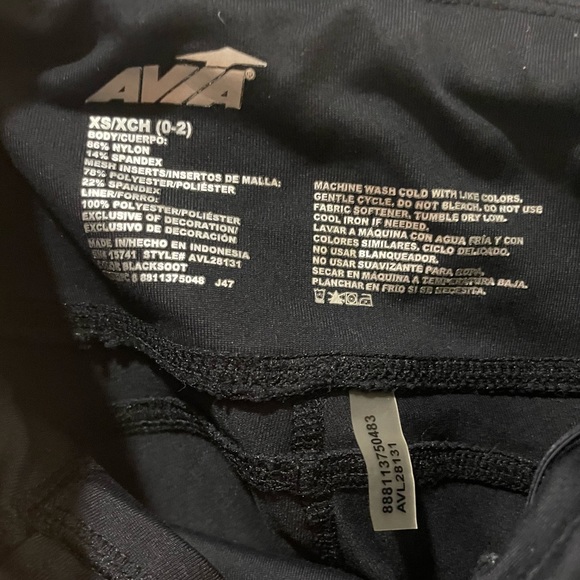 AVIA®
XS/XCH (0-2)
BODY/CUERPO:
86% NYLON
14% SPANDEX
MESH INSERTS/INSERTOS DE MALLA:
78% POLYESTER/POLIÉSTER
22% SPANDEX
LINER/FORRO:
100% POLYESTER/POLIÉSTER
EXCLUSIVE OF DECORATION/
EXCLUSIVO DE DECORACIÓN
MADE IN/HECHO EN INDONESIA
15741 STYLE# AVL28131
BLACKSOOT
8 8811375048 J47
MACHINE WASH COLD WITH LIKE COLORS,
GENTLE CYCLE. DO NOT BLEACH. DO NOT USE
FABRIC SOFTENER. TUMBLE DRY LOW.
COOL IRON IF NEEDED.
LAVAR A MÁQUINA CON AGUA FRÍA Y CON
COLORES SIMILARES, CICLO DELICADO.
NO USAR BLANQUEADOR.
NO USAR SUAVIZANTE PARA ROPA.
SECAR EN MÁQUINA A TEMPERATURA BAJA.
PLANCHAR EN FRÍO SI SE NECESITA.
888113750483
AVL28131